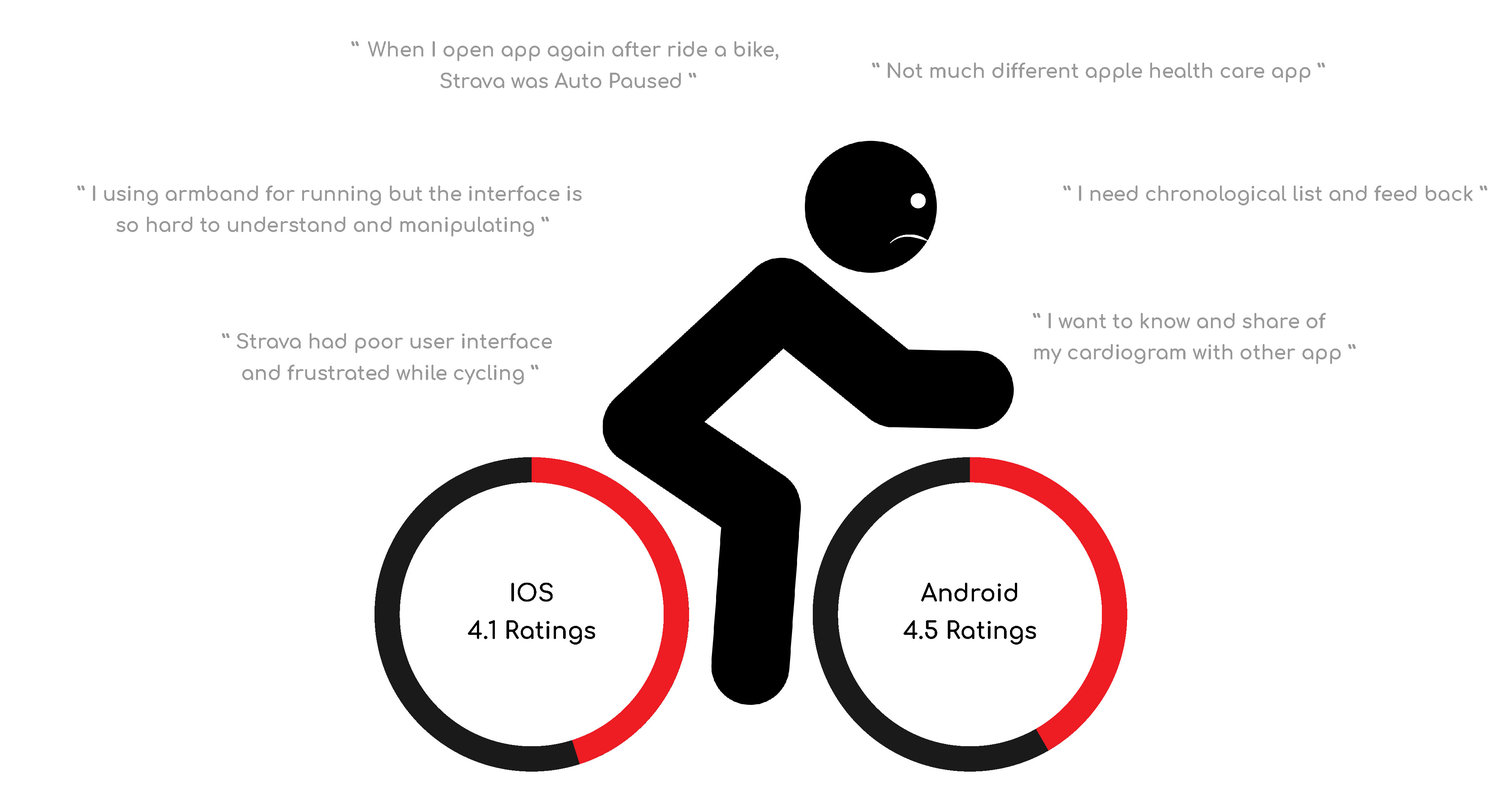 " When I open app again after ride a bike,
Strava was Auto Paused "
" Not much different apple health care app "
" I using armband for running but the interface is
so hard to understand and manipulating "
" I need chronological list and feed back "
" Strava had poor user interface
and frustrated while cycling "
" I want to know and share of
my cardiogram with other app "
IOS
4.1 Ratings
Android
4.5 Ratings